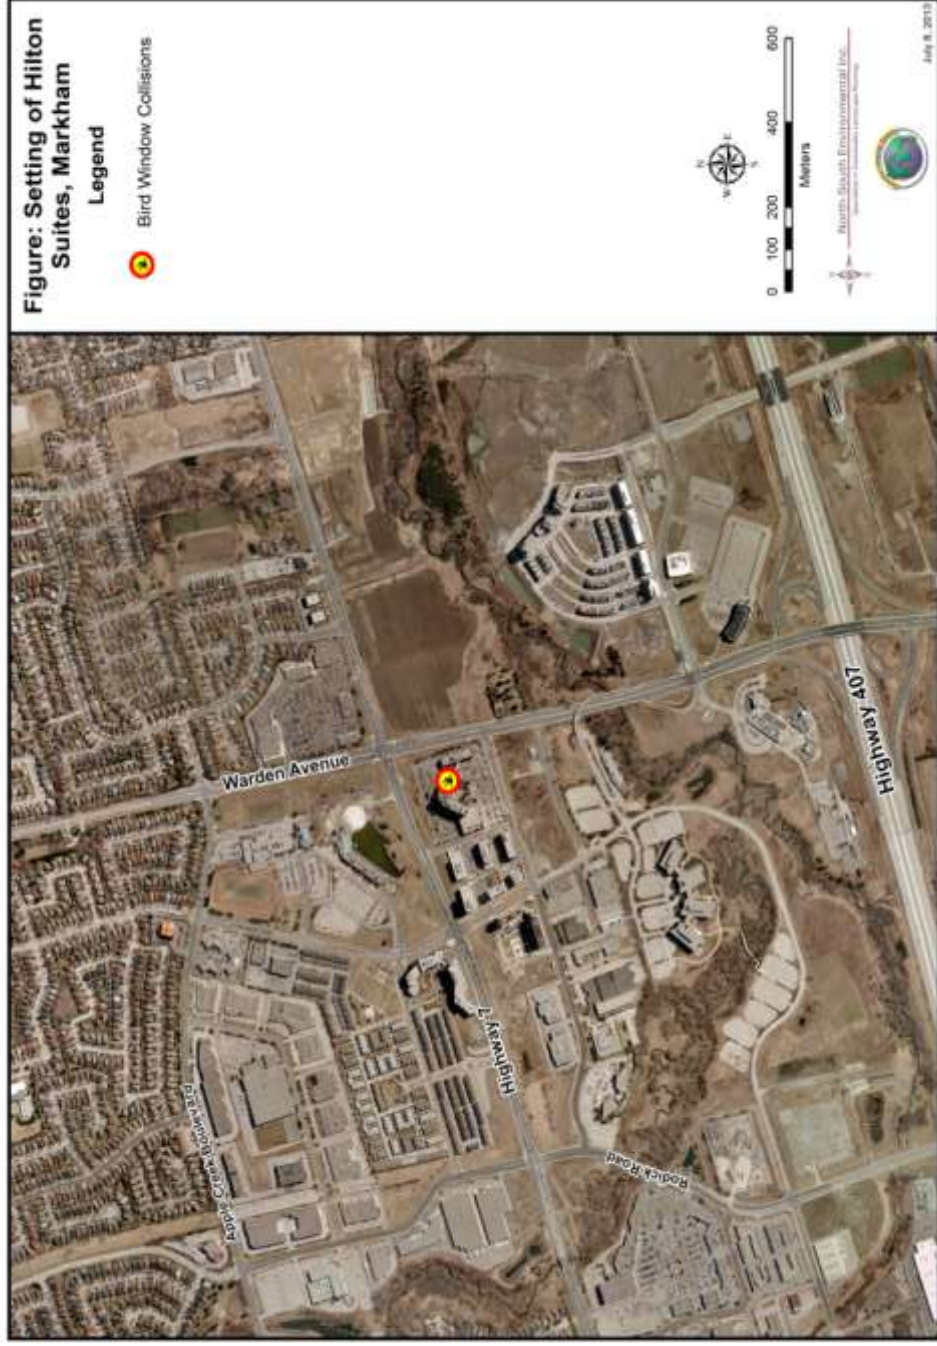 Figure: Setting of Hilton
Suites, Markham
Legend
Bird Window Collisions
N
W E
S
0 100 200 400 600
Meters
North-South Environmental Inc.
July 8, 2013
Warden Avenue
Apple Creek Boulevard
Highway 7
Rodick Road
Highway 407